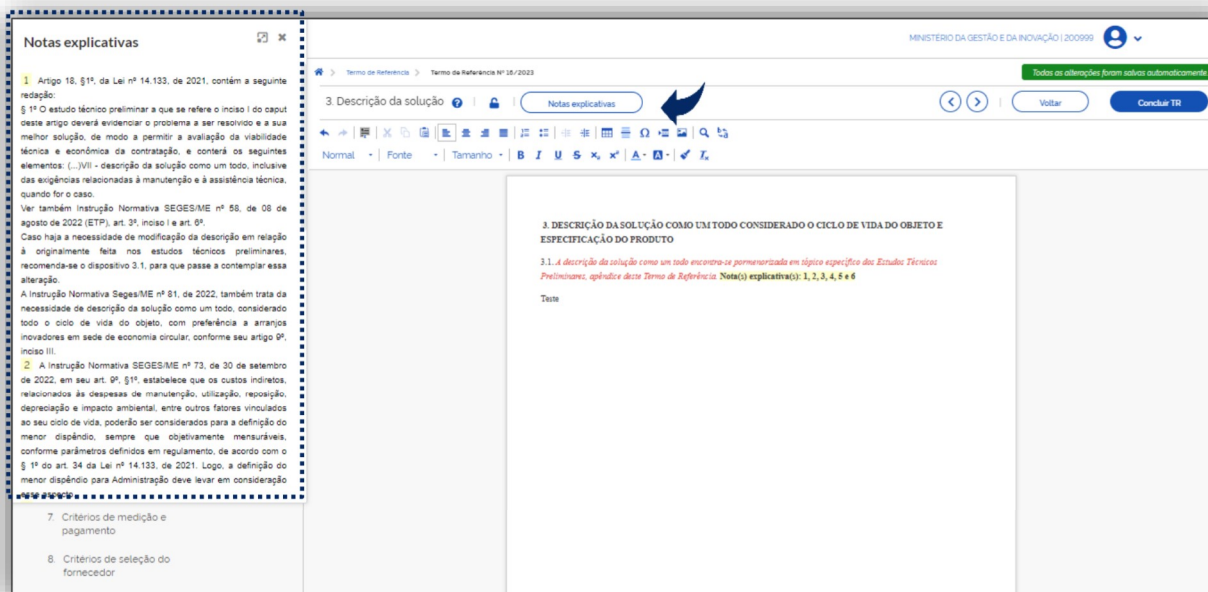 Notas explicativas
1 Artigo 18, §1º, da Lei nº 14.133, de 2021, contém a seguinte
redação:
§ 1º O estudo técnico preliminar a que se refere o inciso I do caput
deste artigo deverá evidenciar o problema a ser resolvido e a sua
melhor solução, de modo a permitir a avaliação da viabilidade
técnica e econômica da contratação, e conterá os seguintes
elementos: (...)VII - descrição da solução como um todo, inclusive
das exigências relacionadas à manutenção e à assistência técnica,
quando for o caso.
Ver também Instrução Normativa SEGES/ME nº 58, de 08 de
agosto de 2022 (ETP), art. 3º, inciso I e art. 6º.
Caso haja a necessidade de modificação da descrição em relação
à originalmente feita nos estudos técnicos preliminares,
recomenda-se o dispositivo 3.1, para que passe a contemplar essa
alteração.
A Instrução Normativa Seges/ME nº 81, de 2022, também trata da
necessidade de descrição da solução como um todo, considerado
todo o ciclo de vida do objeto, com preferência a arranjos
inovadores em sede de economia circular, conforme seu artigo 9º,
inciso III.
2 A Instrução Normativa SEGES/ME nº 73, de 30 de setembro
de 2022, em seu art. 9º, §1º, estabelece que os custos indiretos,
relacionados às despesas de manutenção, utilização, reposição,
depreciação e impacto ambiental, entre outros fatores vinculados
ao seu ciclo de vida, poderão ser considerados para a definição do
menor dispêndio, sempre que objetivamente mensuráveis,
conforme parâmetros definidos em regulamento, de acordo com o
§ 1º do art. 34 da Lei nº 14.133, de 2021. Logo, a definição do
menor dispêndio para Administração deve levar em consideração
esse aspecto.
7. Critérios de medição e
pagamento
8. Critérios de seleção do
fornecedor
MINISTÉRIO DA GESTÃO E DA INOVAÇÃO | 200999
Termo de Referência > Termo de Referência Nº 16/2023
Todas as alterações foram salvas automaticamente.
3. Descrição da solução
Notas explicativas
Voltar
Concluir TR
Normal Fonte Tamanho B I U S x₂ x² A A Tx
3. DESCRIÇÃO DA SOLUÇÃO COMO UM TODO CONSIDERADO O CICLO DE VIDA DO OBJETO E
ESPECIFICAÇÃO DO PRODUTO
3.1. A descrição da solução como um todo encontra-se pormenorizada em tópico específico dos Estudos Técnicos
Preliminares, apêndice deste Termo de Referência. Nota(s) explicativa(s): 1, 2, 3, 4, 5 e 6
Teste